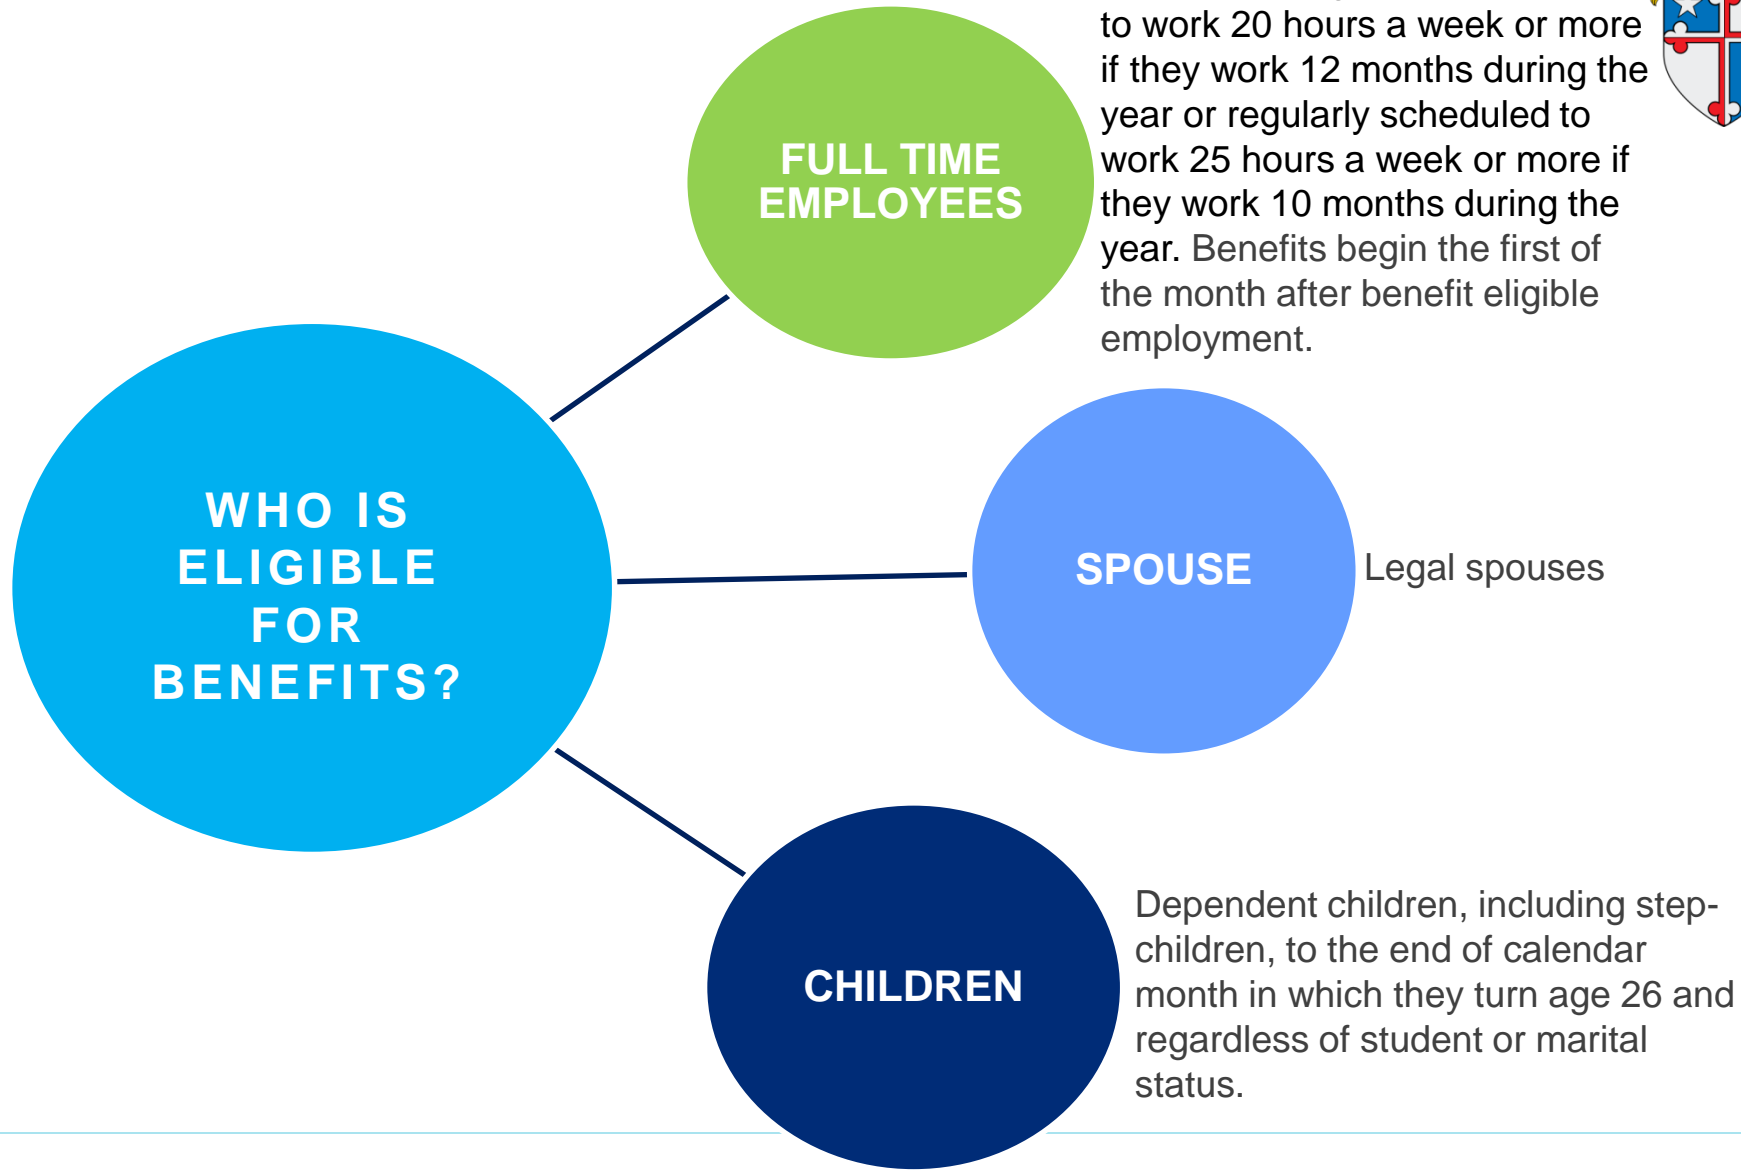 WHO IS
ELIGIBLE
FOR
BENEFITS?
FULL TIME
EMPLOYEES
to work 20 hours a week or more
if they work 12 months during the
year or regularly scheduled to
work 25 hours a week or more if
they work 10 months during the
year. Benefits begin the first of
the month after benefit eligible
employment.
SPOUSE
Legal spouses
CHILDREN
Dependent children, including step-
children, to the end of calendar
month in which they turn age 26 and
regardless of student or marital
status.